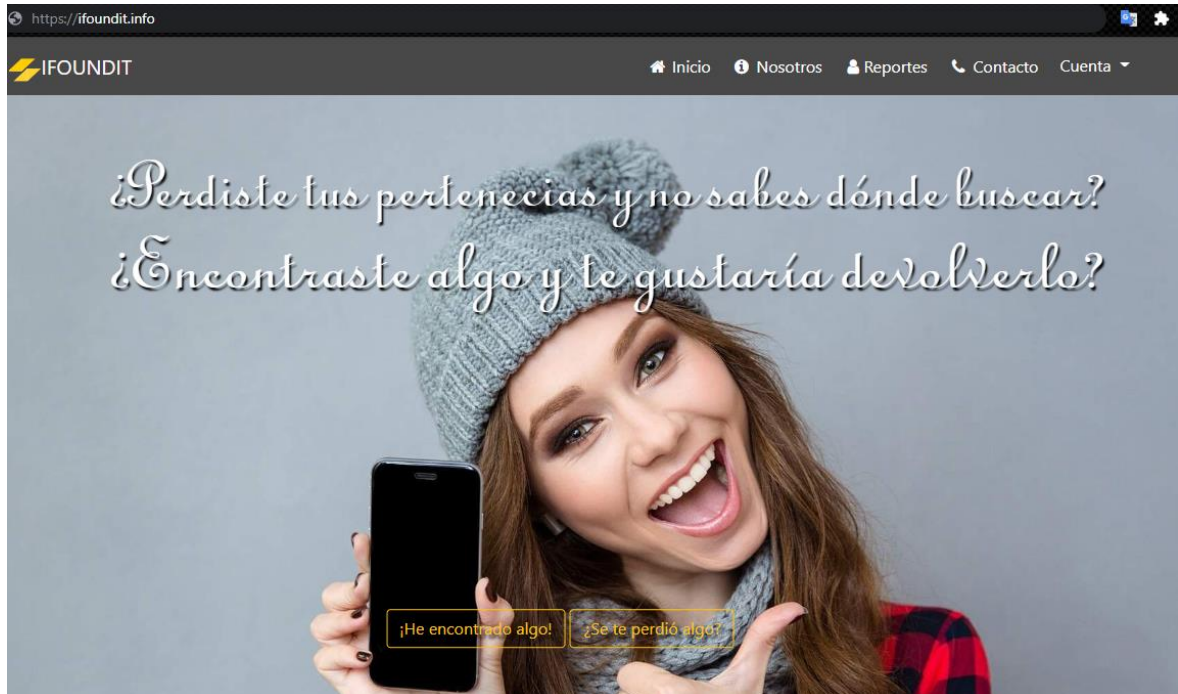 https://ifoundit.info
IFOUNDIT
Inicio Nosotros Reportes Contacto Cuenta
¿Perdiste tus pertenecias y no sabes dónde buscar?
¿Encontraste algo y te gustaría devolverlo?
¡He encontrado algo! ¿Se te perdió algo?